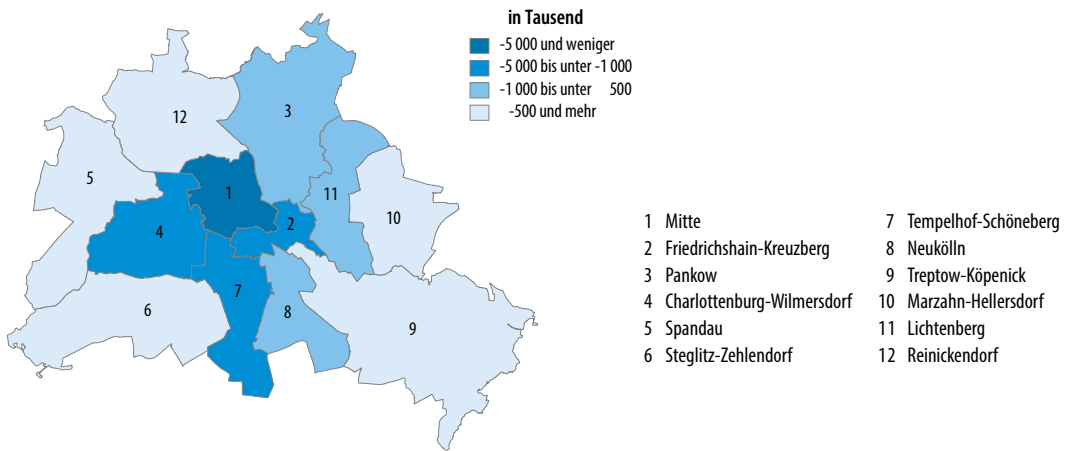 in Tausend
-5 000 und weniger
-5 000 bis unter -1 000
-1 000 bis unter 500
-500 und mehr
12
3
5
1
11
10
2
4
7
8
6
9
1 Mitte
2 Friedrichshain-Kreuzberg
3 Pankow
4 Charlottenburg-Wilmersdorf
5 Spandau
6 Steglitz-Zehlendorf
7 Tempelhof-Schöneberg
8 Neukölln
9 Treptow-Köpenick
10 Marzahn-Hellersdorf
11 Lichtenberg
12 Reinickendorf